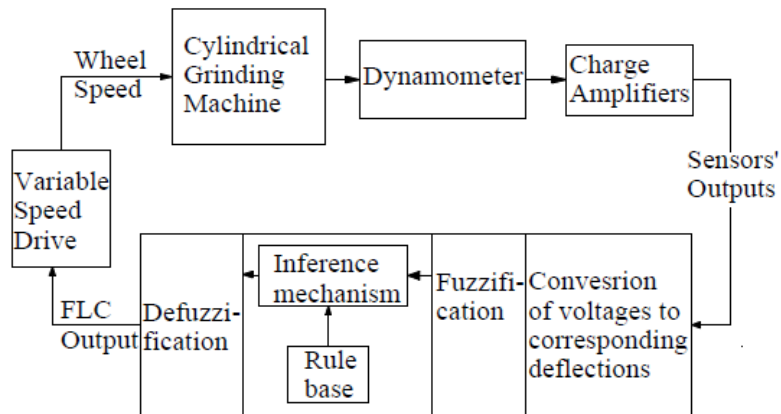 Wheel
Speed
Cylindrical
Grinding
Machine
Dynamometer
Charge
Amplifiers
Sensors'
Outputs
Variable
Speed
Drive
FLC
Output
Defuzzi-
fication
Inference
mechanism
Rule
base
Fuzzifi-
cation
Convesrion
of voltages to
corresponding
deflections